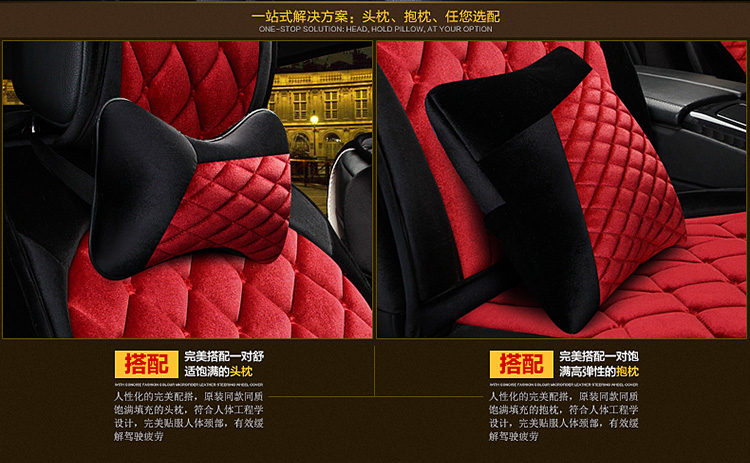 一站式解决方案：头枕、抱枕、任您选配
ONE-STOP SOLUTION: HEAD, HOLD PILLOW, AT YOUR OPTION
搭配
完美搭配一对舒
适饱满的头枕
INTH SONGRE FASHION COLOUR MICROFIBER LEATHER STEERING WHEEL COVER
人性化的完美配搭，原装同款同质
饱满填充的头枕，符合人体工程学
设计，完美贴服人体颈部，有效缓
解驾驶疲劳
搭配
完美搭配一对饱
满高弹性的抱枕
INTH SONGRE FASHION COLOUR MICROFIBER LEATHER STEERING WHEEL COVER
人性化的完美配搭，原装同款同质
饱满填充的抱枕，符合人体工程学
设计，完美贴服人体颈部，有效缓
解驾驶疲劳